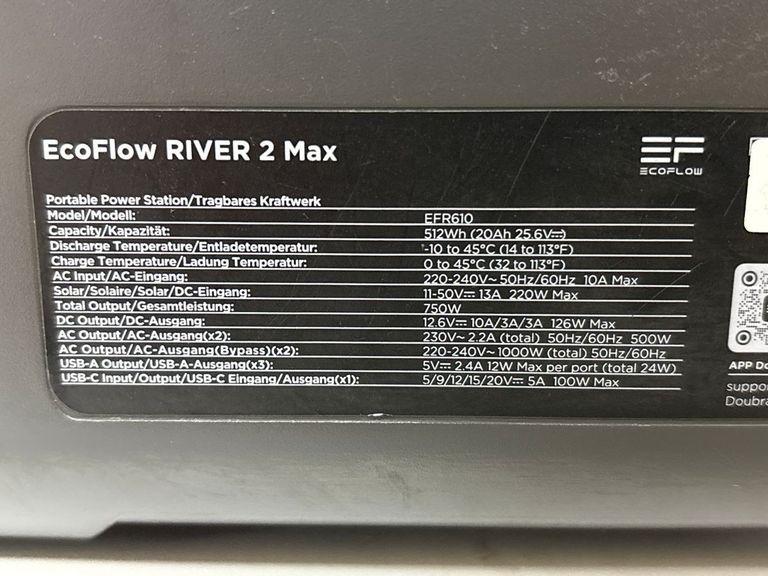 EcoFlow RIVER 2 Max
EF
ECOFLOW
Portable Power Station/Tragbares Kraftwerk
Model/Modell: EFR610
Capacity/Kapazität: 512Wh (20Ah 25.6V⎓)
Discharge Temperature/Entladetemperatur: -10 to 45°C (14 to 113°F)
Charge Temperature/Ladung Temperatur: 0 to 45°C (32 to 113°F)
AC Input/AC-Eingang: 220-240V~ 50Hz/60Hz 10A Max
Solar/Solaire/Solar/DC-Eingang: 11-50V⎓ 13A 220W Max
Total Output/Gesamtleistung: 750W
DC Output/DC-Ausgang: 12.6V⎓ 10A/3A/3A 126W Max
AC Output/AC-Ausgang(x2): 230V~ 2.2A (total) 50Hz/60Hz 500W
AC Output/AC-Ausgang(Bypass)(x2): 220-240V~ 1000W (total) 50Hz/60Hz
USB-A Output/USB-A-Ausgang(x3): 5V⎓ 2.4A 12W Max per port (total 24W)
USB-C Input/Output/USB-C Eingang/Ausgang(x1): 5/9/12/15/20V⎓ 5A 100W Max
APP Do
suppo
Doubra